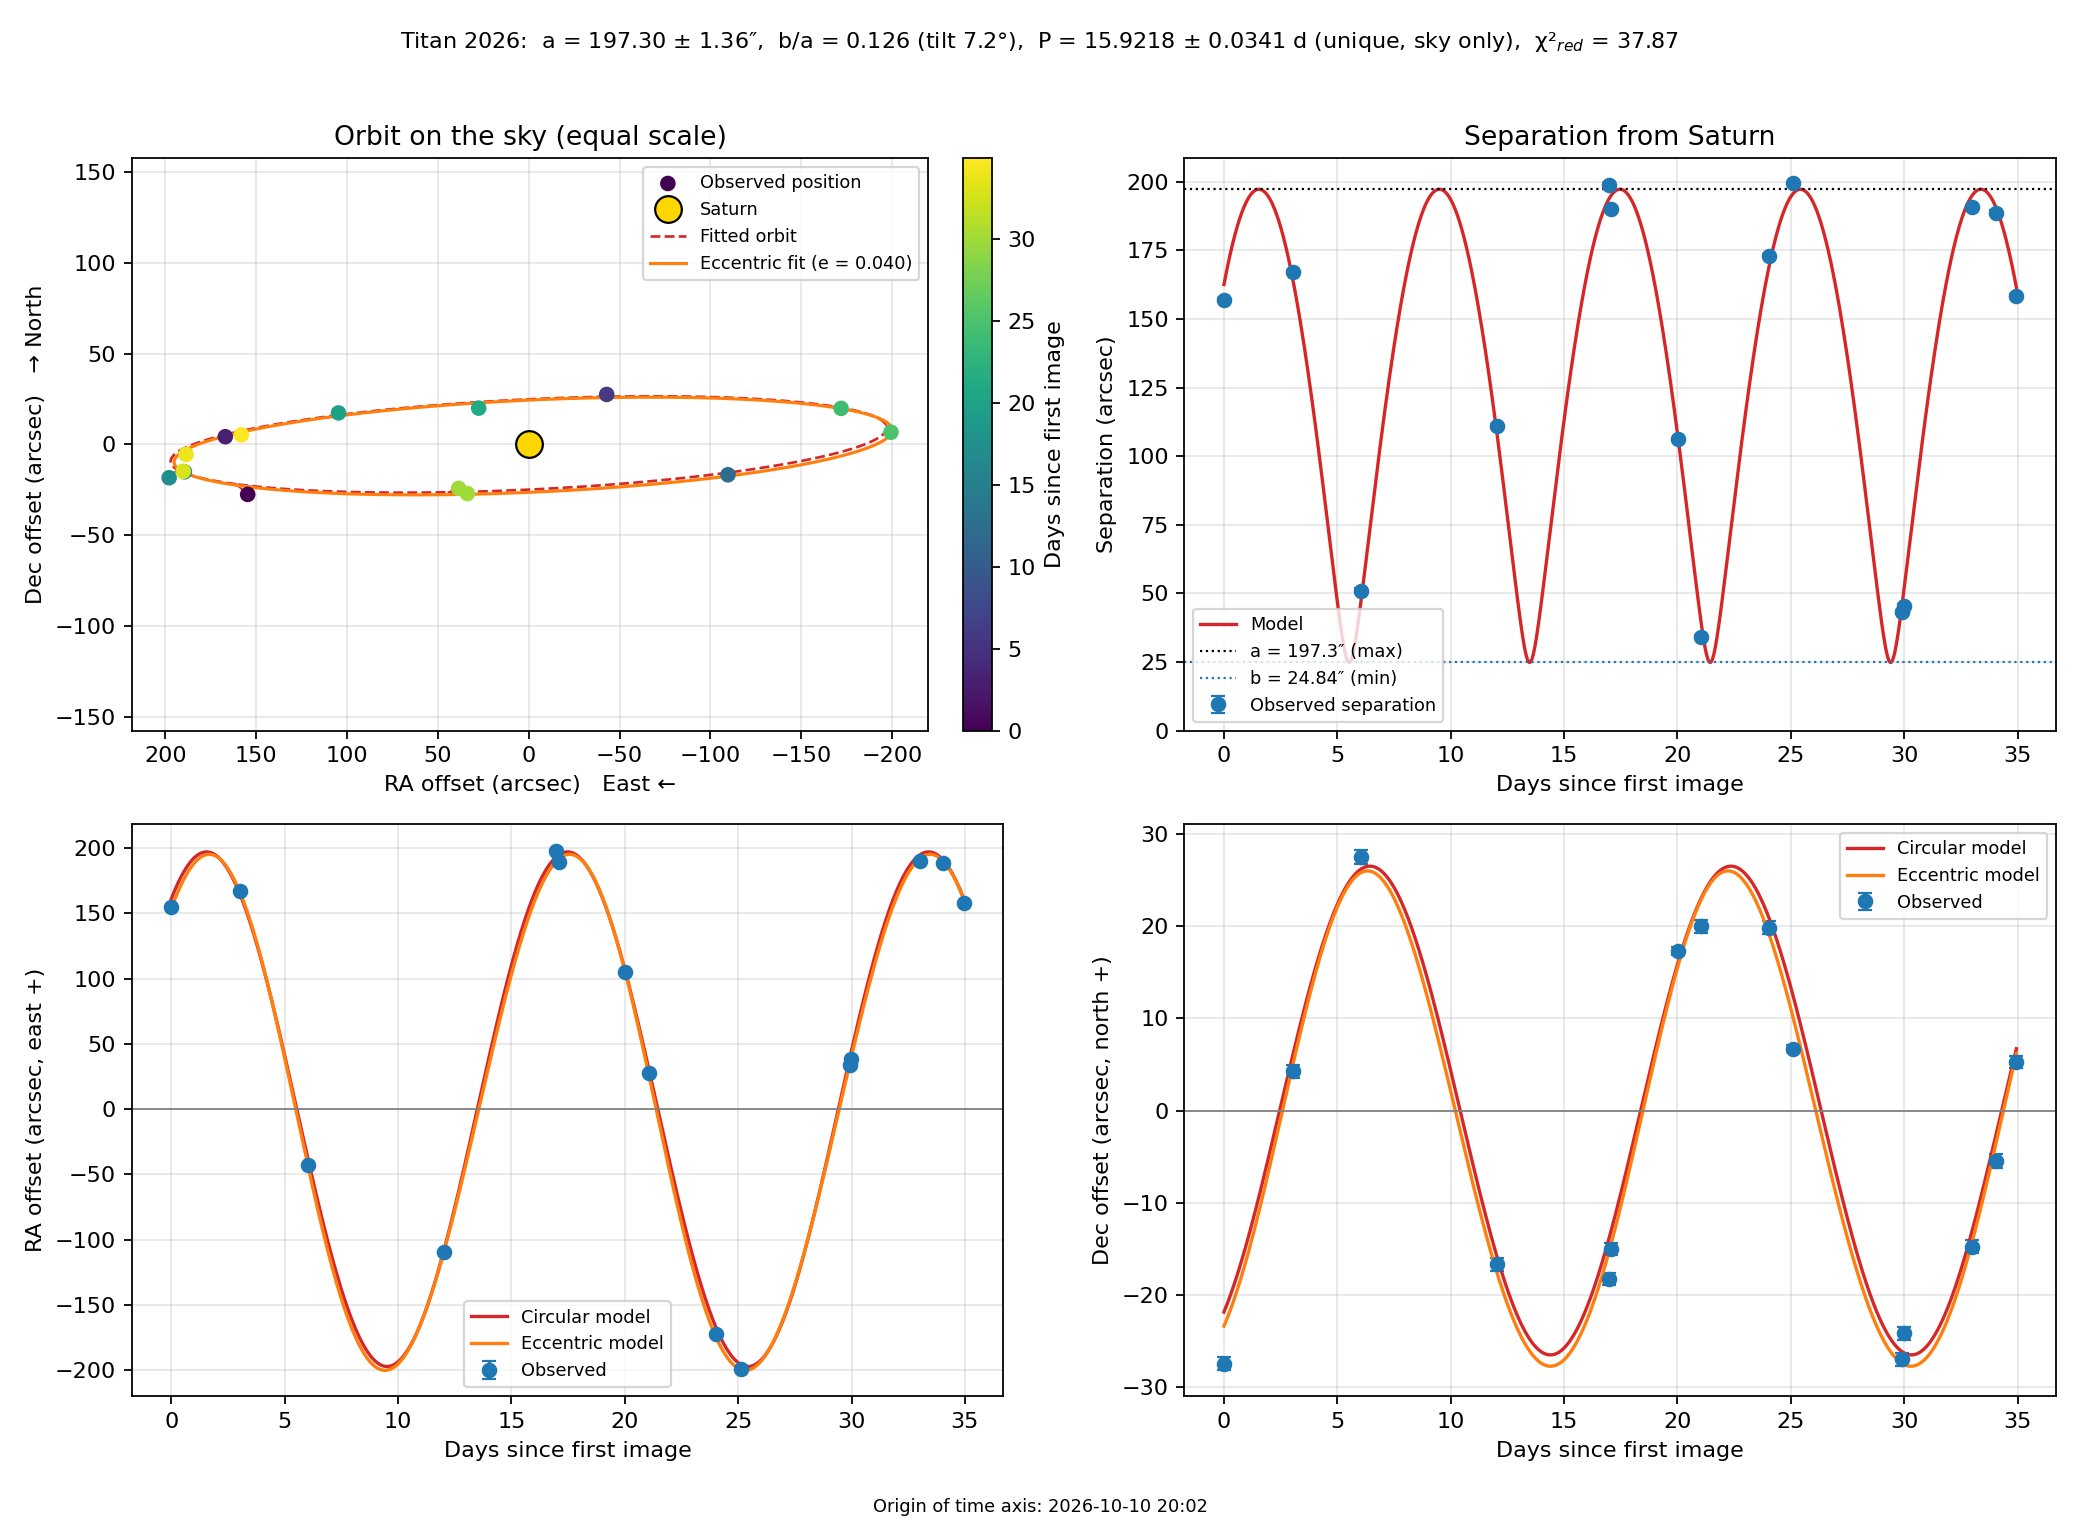 Titan 2026:  a = 197.30 ± 1.36″,  b/a = 0.126 (tilt 7.2°),  P = 15.9218 ± 0.0341 d (unique, sky only),  χ²red = 37.87
Orbit on the sky (equal scale)
150
100
50
0
−50
−100
−150
Dec offset (arcsec)   → North
Observed position
Saturn
Fitted orbit
Eccentric fit (e = 0.040)
200 150 100 50 0 −50 −100 −150 −200
RA offset (arcsec)   East ←
30
25
20
15
10
5
0
Days since first image
Separation from Saturn
200
175
150
125
100
75
50
25
0
Separation (arcsec)
Model
a = 197.3″ (max)
b = 24.84″ (min)
Observed separation
0 5 10 15 20 25 30 35
Days since first image
200
150
100
50
0
−50
−100
−150
−200
RA offset (arcsec, east +)
Circular model
Eccentric model
Observed
0 5 10 15 20 25 30 35
Days since first image
30
20
10
0
−10
−20
−30
Dec offset (arcsec, north +)
Circular model
Eccentric model
Observed
0 5 10 15 20 25 30 35
Days since first image
Origin of time axis: 2026-10-10 20:02